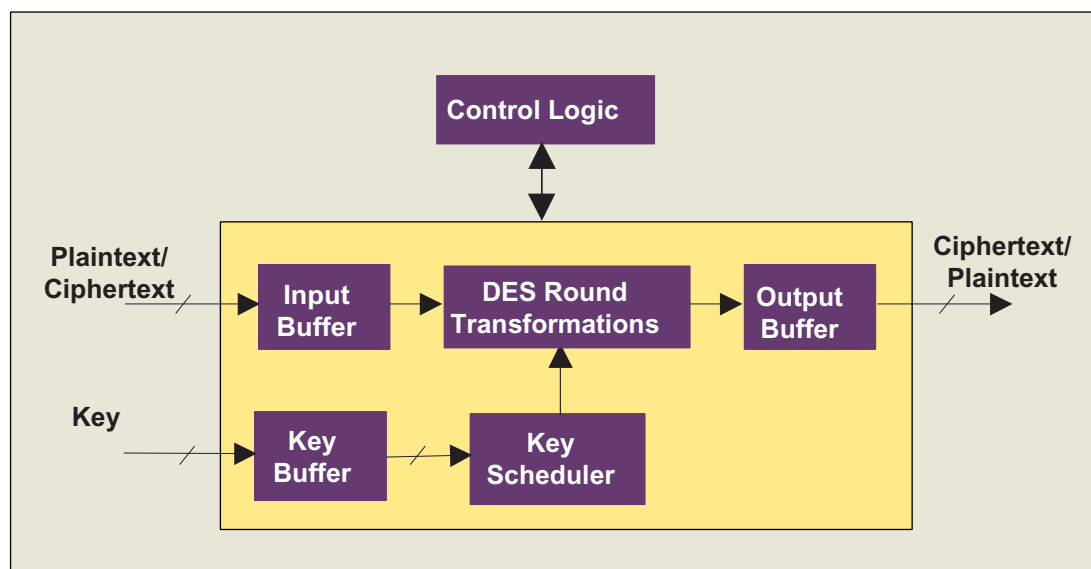 Control Logic
Plaintext/
Ciphertext
Input
Buffer
DES Round
Transformations
Output
Buffer
Ciphertext/
Plaintext
Key
Key
Buffer
Key
Scheduler